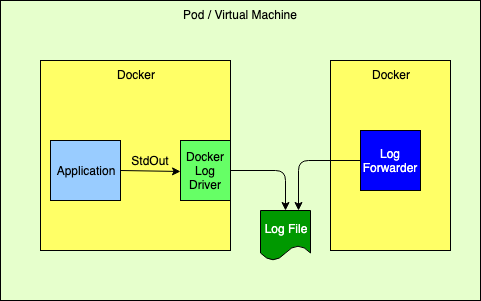 Pod / Virtual Machine
Docker
Docker
Application
StdOut
Docker
Log
Driver
Log
Forwarder
Log File